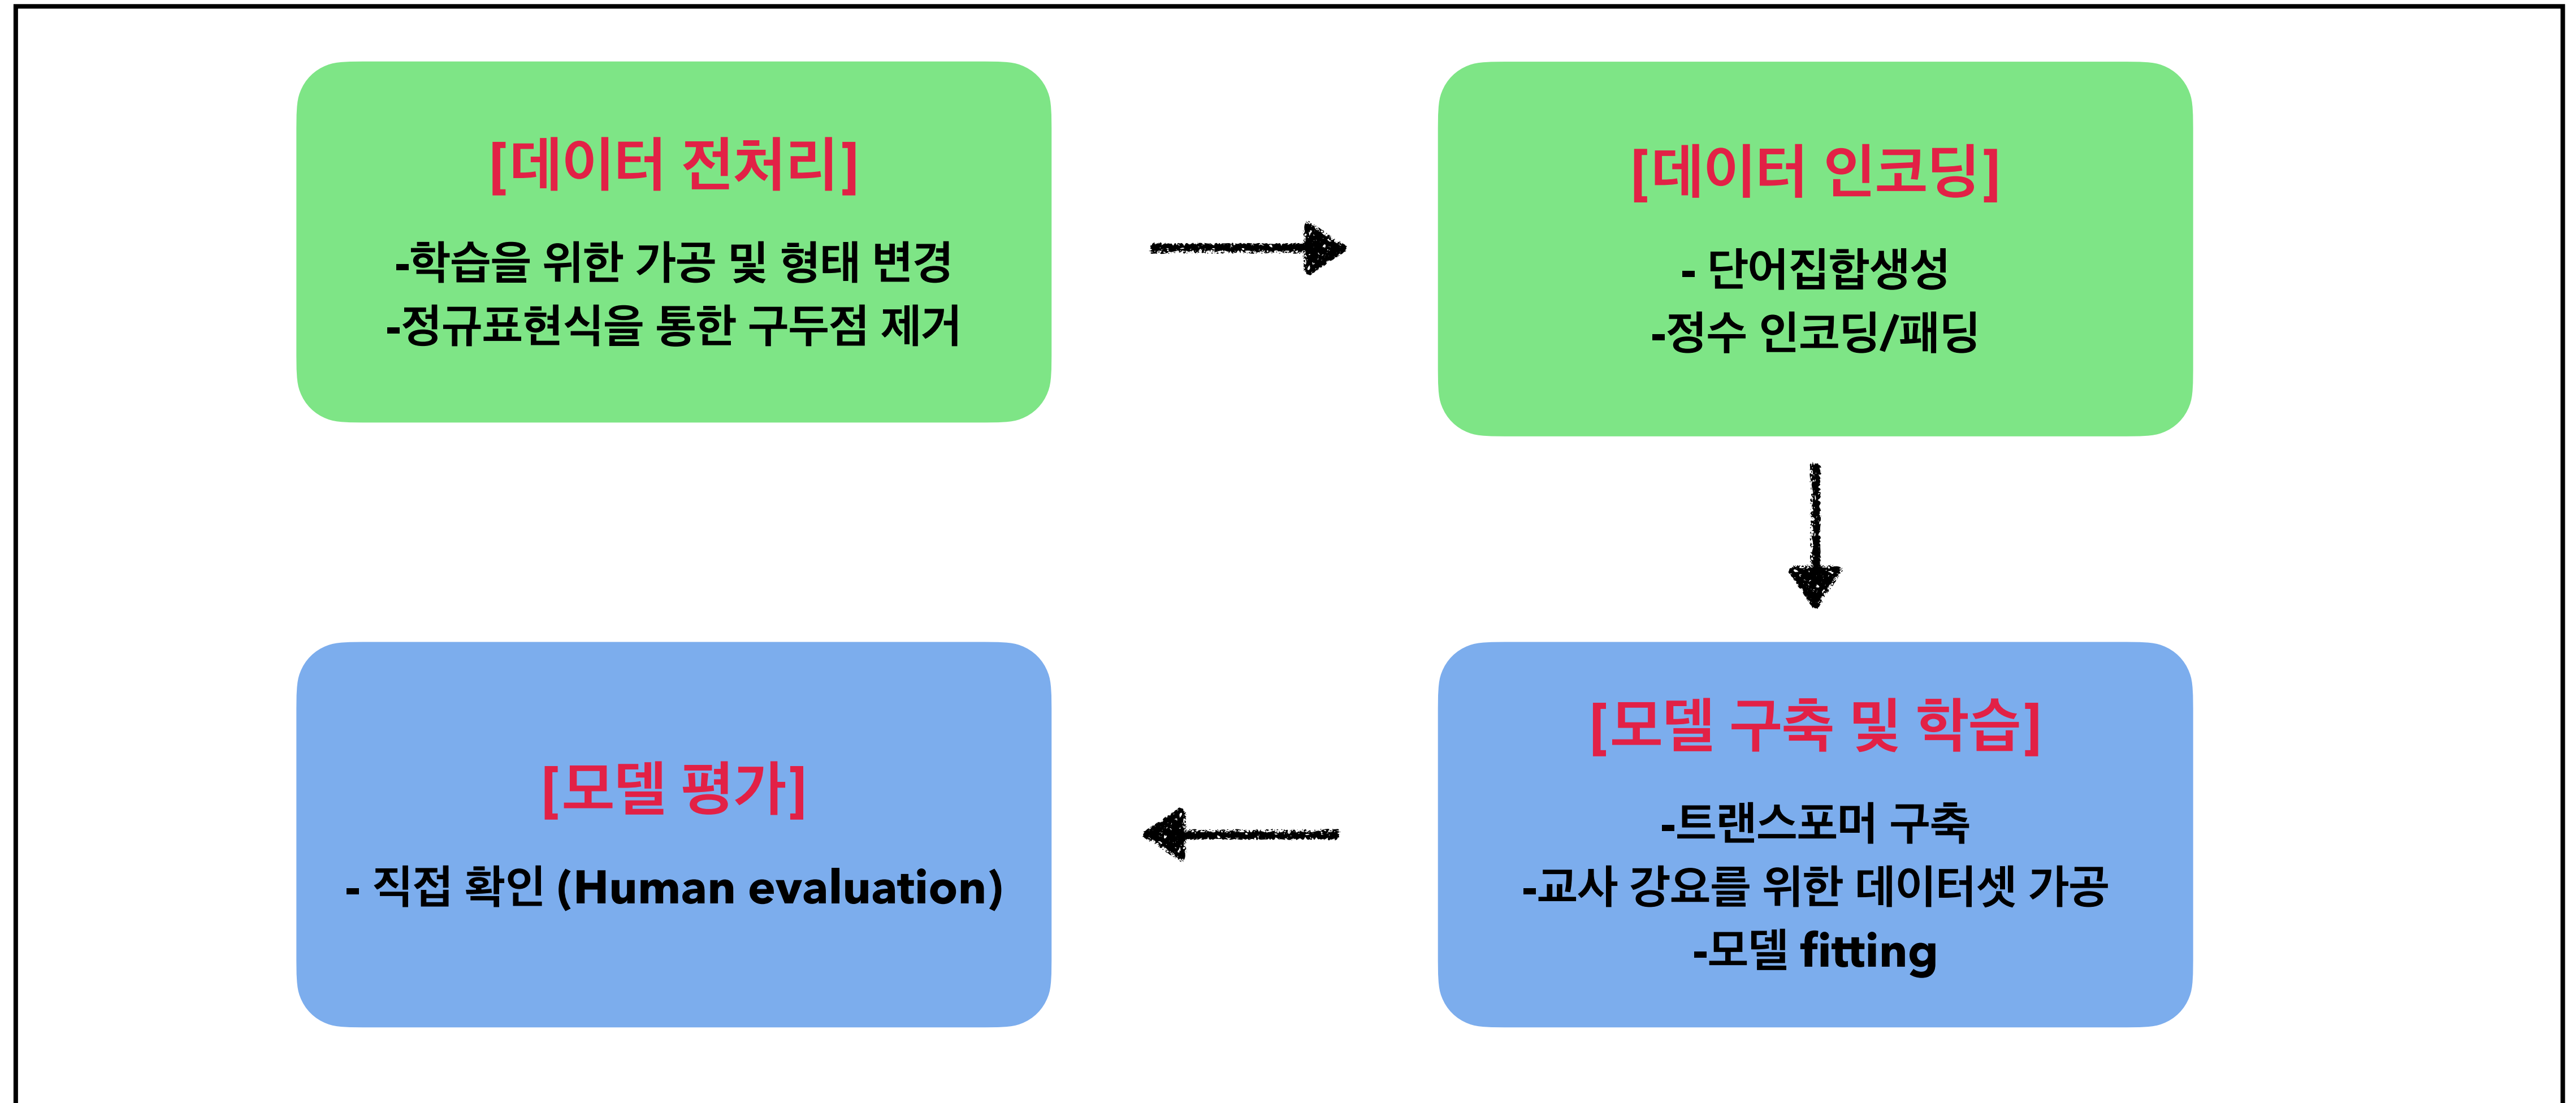 [데이터 전처리]
-학습을 위한 가공 및 형태 변경
-정규표현식을 통한 구두점 제거
[데이터 인코딩]
- 단어집합생성
-정수 인코딩/패딩
[모델 구축 및 학습]
-트랜스포머 구축
-교사 강요를 위한 데이터셋 가공
-모델 fitting
[모델 평가]
- 직접 확인 (Human evaluation)